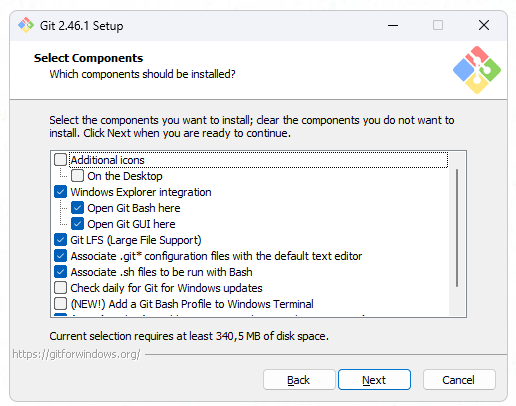 Git 2.46.1 Setup
Select Components
Which components should be installed?
Select the components you want to install; clear the components you do not want to
install. Click Next when you are ready to continue.
Additional icons
On the Desktop
Windows Explorer integration
Open Git Bash here
Open Git GUI here
Git LFS (Large File Support)
Associate .git* configuration files with the default text editor
Associate .sh files to be run with Bash
Check daily for Git for Windows updates
(NEW!) Add a Git Bash Profile to Windows Terminal
Current selection requires at least 340,5 MB of disk space.
https://gitforwindows.org/
Back
Next
Cancel